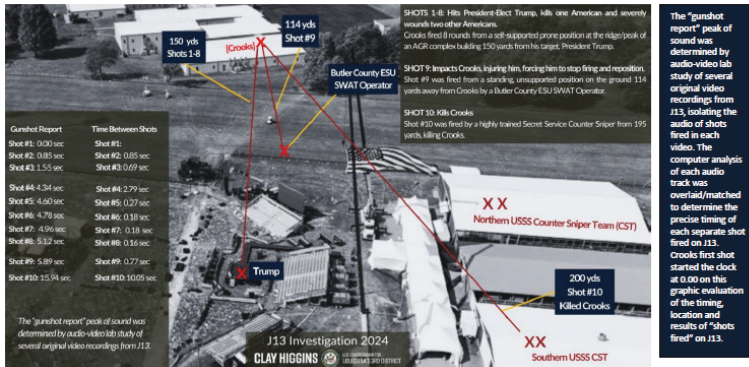 SHOTS 1-8: Hits President-Elect Trump, kills one American and severely
wounds two other Americans.
Crooks fired 8 rounds from a self-supported prone position at the ridge/peak of
an AGR complex building 150 yards from his target, President Trump.
SHOT 9: Impacts Crooks, injuring him, forcing him to stop firing and reposition.
Shot #9 was fired from a standing, unsupported position on the ground 114
yards away from Crooks by a Butler County ESU SWAT Operator.
SHOT 10: Kills Crooks
Shot #10 was fired by a highly trained Secret Service Counter Sniper from 195
yards, killing Crooks.
150 yds
Shots 1-8
[Crooks]
X
114 yds
Shot #9
Butler County ESU
SWAT Operator
X
Gunshot Report Time Between Shots
Shot #1: 0.00 sec Shot #1:
Shot #2: 0.85 sec Shot #2: 0.85 sec
Shot #3: 1.55 sec Shot #3: 0.69 sec
Shot #4: 4.34 sec Shot #4: 2.79 sec
Shot #5: 4.60 sec Shot #5: 0.27 sec
Shot #6: 4.78 sec Shot #6: 0.18 sec
Shot #7: 4.96 sec Shot #7: 0.18 sec
Shot #8: 5.12 sec Shot #8: 0.16 sec
Shot #9: 5.89 sec Shot #9: 0.77 sec
Shot #10: 15.94 sec Shot #10: 10.05 sec
The "gunshot report" peak of sound was
determined by audio-video lab study of
several original video recordings from J13.
X Trump
XX
Northern USSS Counter Sniper Team (CST)
200 yds
Shot #10
Killed Crooks
XX
Southern USSS CST
J13 Investigation 2024
CLAY HIGGINS
U.S. CONGRESSMAN FOR
LOUISIANA'S 3RD DISTRICT
The "gunshot
report" peak of
sound was
determined by
audio-video lab
study of several
original video
recordings from
J13, isolating the
audio of shots
fired in each
video. The
computer analysis
of each audio
track was
overlaid/matched
to determine the
precise timing of
each separate shot
fired on J13.
Crooks first shot
started the clock
at 0.00 on this
graphic evaluation
of the timing,
location and
results of "shots
fired" on J13.